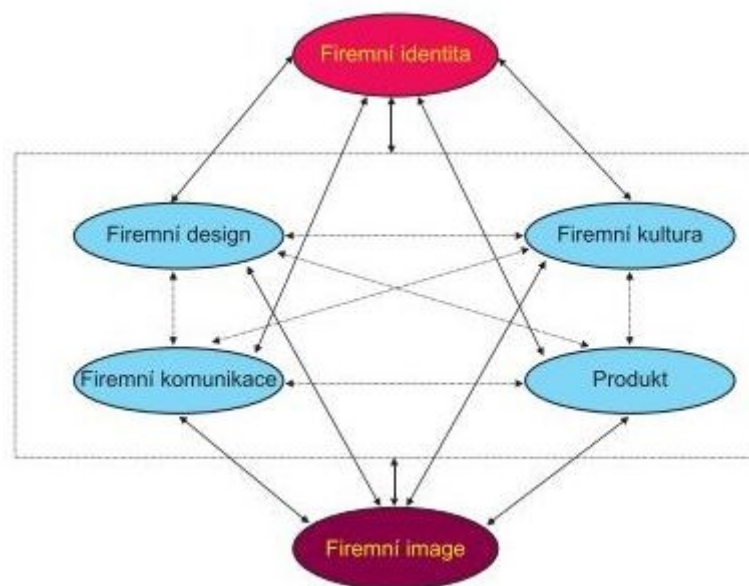 Firemní identita
Firemní design
Firemní kultura
Firemní komunikace
Produkt
Firemní image